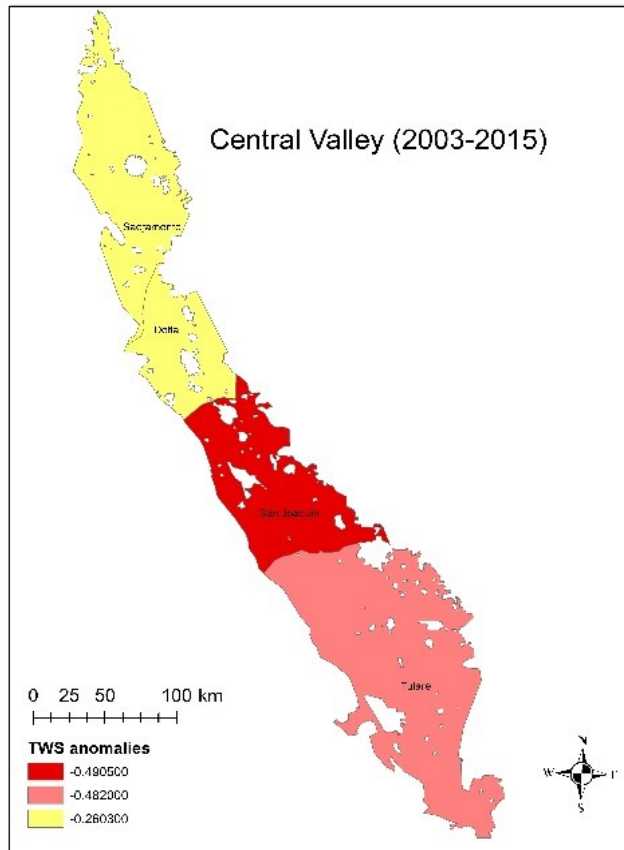 Central Valley (2003-2015)
Sacramento
Delta
San Joaquin
Tulare
0 25 50 100 km
TWS anomalies
-0.490500
-0.482000
-0.260300
N
W
E
S